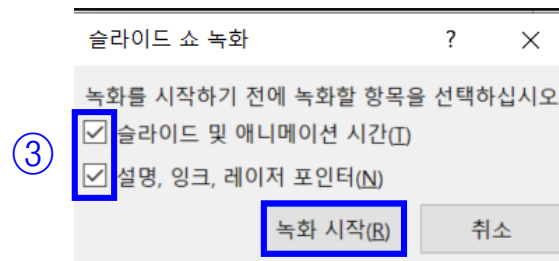 슬라이드 쇼 녹화 ? ×
녹화를 시작하기 전에 녹화할 항목을 선택하십시오
③
슬라이드 및 애니메이션 시간(T)
설명, 잉크, 레이저 포인터(N)
녹화 시작(R) 취소